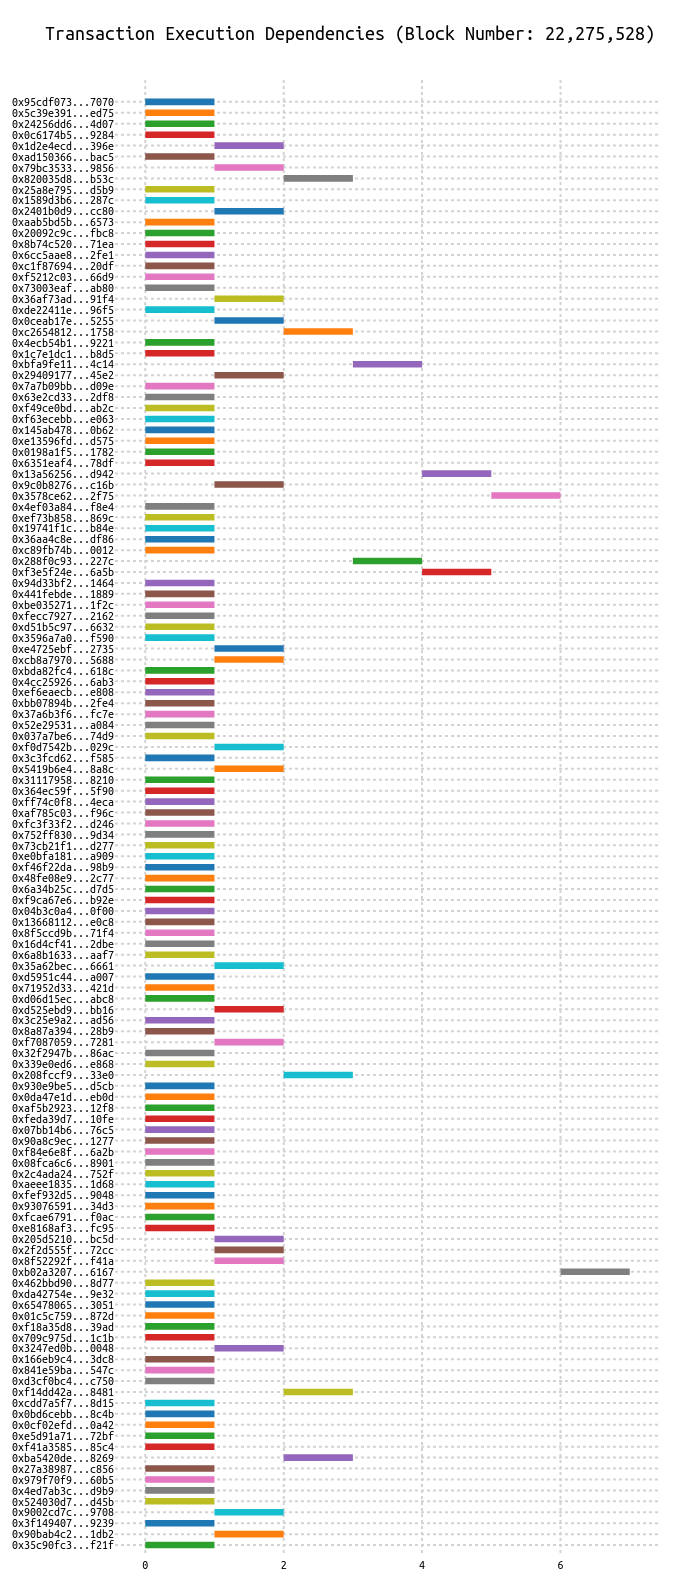 Transaction Execution Dependencies (Block Number: 22,275,528)
0x95cdf073...7070
0x5c39e391...ed75
0x24256dd6...4d07
0x0c6174b5...9284
0x1d2e4ecd...396e
0xad150366...bac5
0x79bc3533...9856
0x820035d8...b53c
0x25a8e795...d5b9
0x1589d3b6...287c
0x2401b0d9...cc80
0xaab5bd5b...6573
0x20092c9c...fbc8
0x8b74c520...71ea
0x6cc5aae8...2fe1
0xc1f87694...20df
0xf5212c03...66d9
0x73003eaf...ab80
0x36af73ad...91f4
0xde22411e...96f5
0x0ceab17e...5255
0xc2654812...1758
0x4ecb54b1...9221
0x1c7e1dc1...b8d5
0xbfa9fe11...4c14
0x29409177...45e2
0x7a7b09bb...d09e
0x63e2cd33...2df8
0xf49ce0bd...ab2c
0xf63ecebb...e063
0x145ab478...0b62
0xe13596fd...d575
0x0198a1f5...1782
0x6351eaf4...78df
0x13a56256...d942
0x9c0b8276...c16b
0x3578ce62...2f75
0x4ef03a84...f8e4
0xef73b858...869c
0x19741f1c...b84e
0x36aa4c8e...df86
0xc89fb74b...0012
0x288f0c93...227c
0xf3e5f24e...6a5b
0x94d33bf2...1464
0x441febde...1889
0xbe035271...1f2c
0xfecc7927...2162
0xd51b5c97...6632
0x3596a7a0...f590
0xe4725ebf...2735
0xcb8a7970...5688
0xbda82fc4...618c
0x4cc25926...6ab3
0xef6eaecb...e808
0xbb07894b...2fe4
0x37a6b3f6...fc7e
0x52e29531...a084
0x037a7be6...74d9
0xf0d7542b...029c
0x3c3fcd62...f585
0x5419b6e4...8a8c
0x31117958...8210
0x364ec59f...5f90
0xff74c0f8...4eca
0xaf785c03...f96c
0xfc3f33f2...d246
0x752ff830...9d34
0x73cb21f1...d277
0xe0bfa181...a909
0xf46f22da...98b9
0x48fe08e9...2c77
0x6a34b25c...d7d5
0xf9ca67e6...b92e
0x04b3c0a4...0f00
0x13668112...e0c8
0x8f5ccd9b...71f4
0x16d4cf41...2dbe
0x6a8b1633...aaf7
0x35a62bec...6661
0xd5951c44...a007
0x71952d33...421d
0xd06d15ec...abc8
0xd525ebd9...bb16
0x3c25e9a2...ad56
0x8a87a394...28b9
0xf7087059...7281
0x32f2947b...86ac
0x339e0ed6...e868
0x208fccf9...33e0
0x930e9be5...d5cb
0x0da47e1d...eb0d
0xaf5b2923...12f8
0xfeda39d7...10fe
0x07bb14b6...76c5
0x90a8c9ec...1277
0xf84e6e8f...6a2b
0x08fca6c6...8901
0x2c4ada24...752f
0xaeee1835...1d68
0xfef932d5...9048
0x93076591...34d3
0xfcae6791...f0ac
0xe8168af3...fc95
0x205d5210...bc5d
0x2f2d555f...72cc
0x8f52292f...f41a
0xb02a3207...6167
0x462bbd90...8d77
0xda42754e...9e32
0x65478065...3051
0x01c5c759...872d
0xf18a35d8...39ad
0x709c975d...1c1b
0x3247ed0b...0048
0x166eb9c4...3dc8
0x841e59ba...547c
0xd3cf0bc4...c750
0xf14dd42a...8481
0xcdd7a5f7...8d15
0x0bd6cebb...8c4b
0x0cf02efd...0a42
0xe5d91a71...72bf
0xf41a3585...85c4
0xba5420de...8269
0x27a38987...c856
0x979f70f9...60b5
0x4ed7ab3c...d9b9
0x524030d7...d45b
0x9002cd7c...9708
0x3f149407...9239
0x90bab4c2...1db2
0x35c90fc3...f21f
0 2 4 6